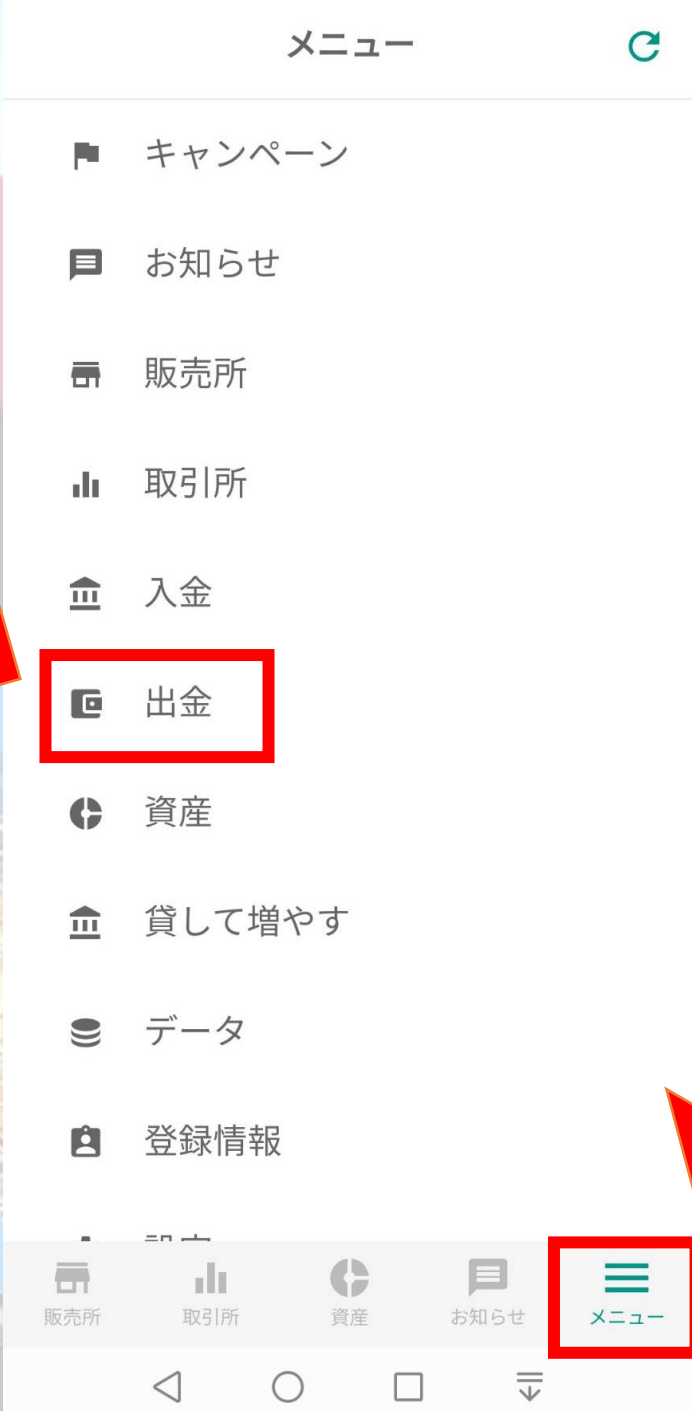 メニュー
キャンペーン
お知らせ
販売所
取引所
入金
出金
資産
貸して増やす
データ
登録情報
販売所
取引所
資産
お知らせ
メニュー